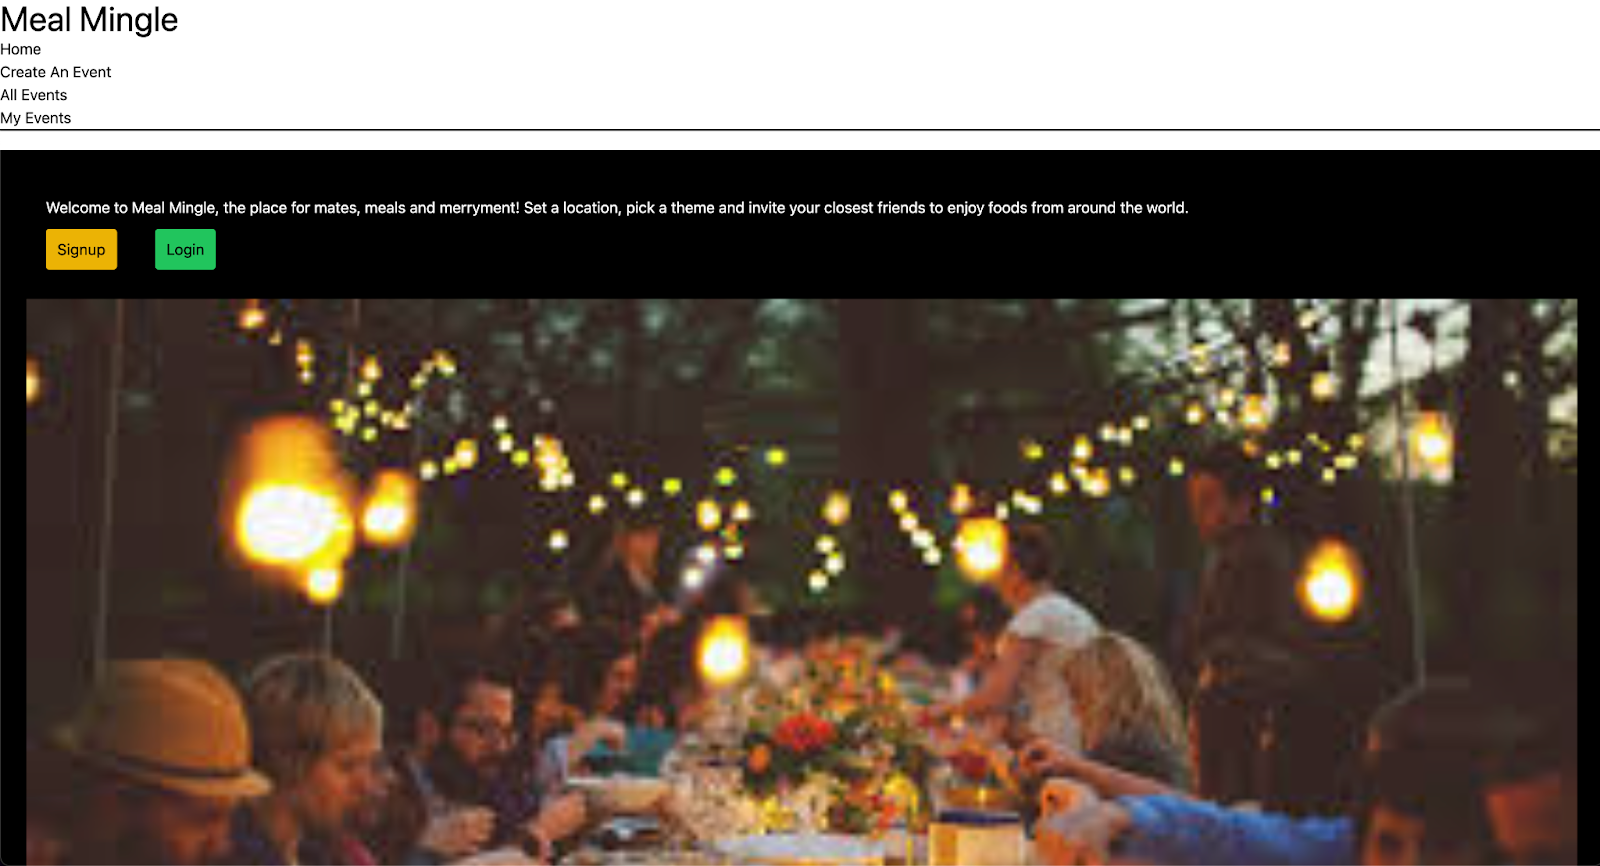 Meal Mingle
Home
Create An Event
All Events
My Events
Welcome to Meal Mingle, the place for mates, meals and merryment! Set a location, pick a theme and invite your closest friends to enjoy foods from around the world.
Signup
Login